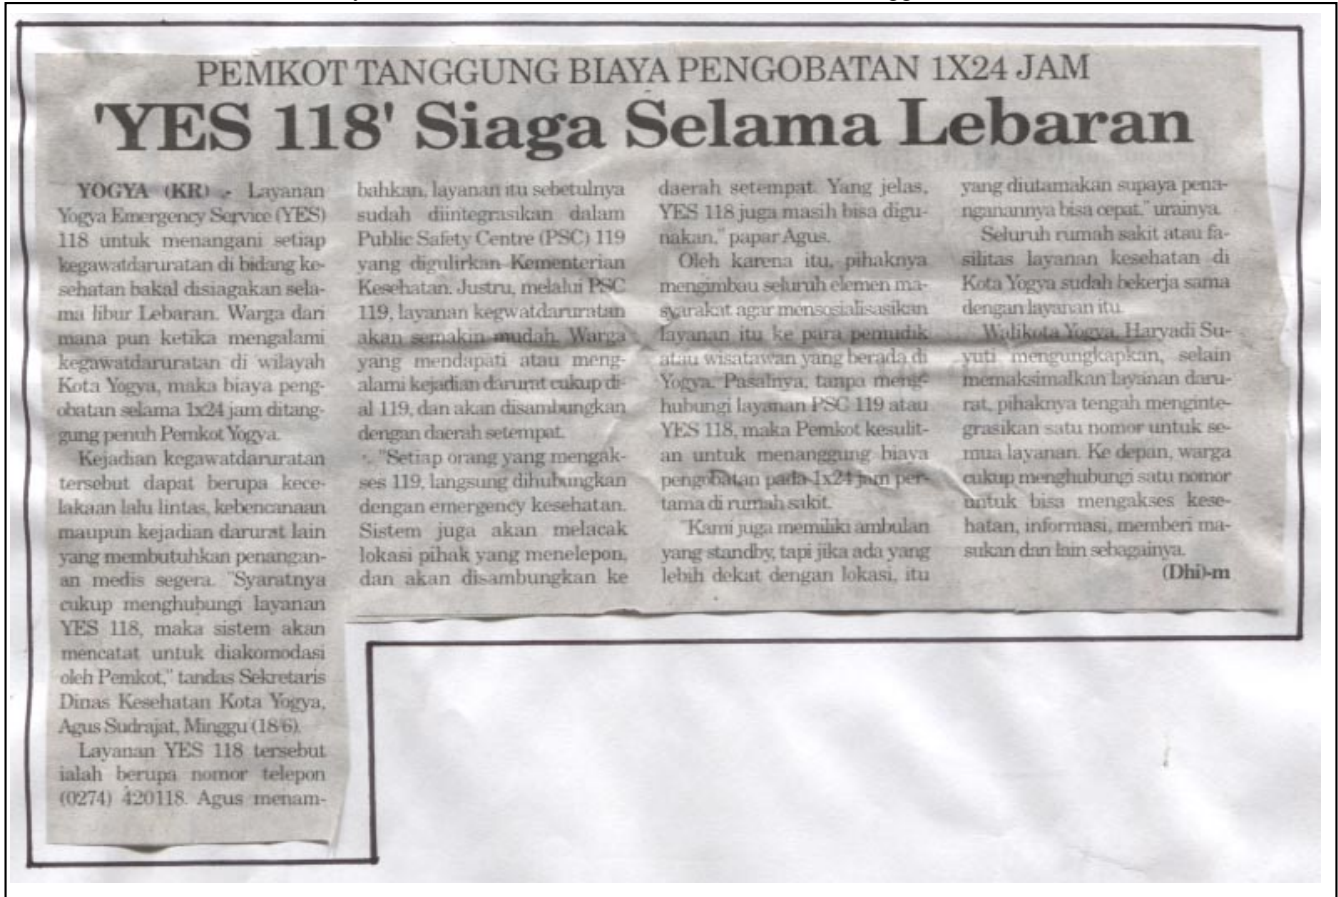 PEMKOT TANGGUNG BIAYA PENGOBATAN 1X24 JAM
'YES 118' Siaga Selama Lebaran
YOGYA (KR) - Layanan
Yogya Emergency Service (YES)
118 untuk menangani setiap
kegawatdaruratan di bidang ke-
sehatan bakal disiagakan sela-
ma libur Lebaran. Warga dari
mana pun ketika mengalami
kegawatdaruratan di wilayah
Kota Yogya, maka biaya peng-
obatan selama 1x24 jam ditang-
gung penuh Pemkot Yogya.
Kejadian kegawatdaruratan
tersebut dapat berupa kece-
lakaan lalu lintas, kebencanaan
maupun kejadian darurat lain
yang membutuhkan penangan-
an medis segera. "Syaratnya
cukup menghubungi layanan
YES 118, maka sistem akan
mencatat untuk diakomodasi
oleh Pemkot," tandas Sekretaris
Dinas Kesehatan Kota Yogya,
Agus Sudrajat, Minggu (18/6).
Layanan YES 118 tersebut
ialah berupa nomor telepon
(0274) 420118. Agus menam-
bahkan, layanan itu sebetulnya
sudah diintegrasikan dalam
Public Safety Centre (PSC) 119
yang digulirkan Kementerian
Kesehatan. Justru, melalui PSC
119, layanan kegwatdaruratan
akan semakin mudah. Warga
yang mendapati atau meng-
alami kejadian darurat cukup di-
al 119, dan akan disambungkan
dengan daerah setempat.
"Setiap orang yang mengak-
ses 119, langsung dihubungkan
dengan emergency kesehatan.
Sistem juga akan melacak
lokasi pihak yang menelepon,
dan akan disambungkan ke
daerah setempat. Yang jelas,
YES 118 juga masih bisa digu-
nakan," papar Agus.
Oleh karena itu, pihaknya
mengimbau seluruh elemen ma-
syarakat agar mensosialisasikan
layanan itu ke para pemudik
atau wisatawan yang berada di
Yogya. Pasalnya, tanpa meng-
hubungi layanan PSC 119 atau
YES 118, maka Pemkot kesulit-
an untuk menanggung biaya
pengobatan pada 1x24 jam per-
tama di rumah sakit.
"Kami juga memiliki ambulan
yang standby, tapi jika ada yang
lebih dekat dengan lokasi, itu
yang diutamakan supaya pena-
nganannya bisa cepat," urainya.
Seluruh rumah sakit atau fa-
silitas layanan kesehatan di
Kota Yogya sudah bekerja sama
dengan layanan itu.
Walikota Yogya, Haryadi Su-
yuti mengungkapkan, selain
memaksimalkan layanan daru-
rat, pihaknya tengah menginte-
grasikan satu nomor untuk se-
mua layanan. Ke depan, warga
cukup menghubungi satu nomor
untuk bisa mengakses kese-
hatan, informasi, memberi ma-
sukan dan lain sebagainya.
(Dhi)-m